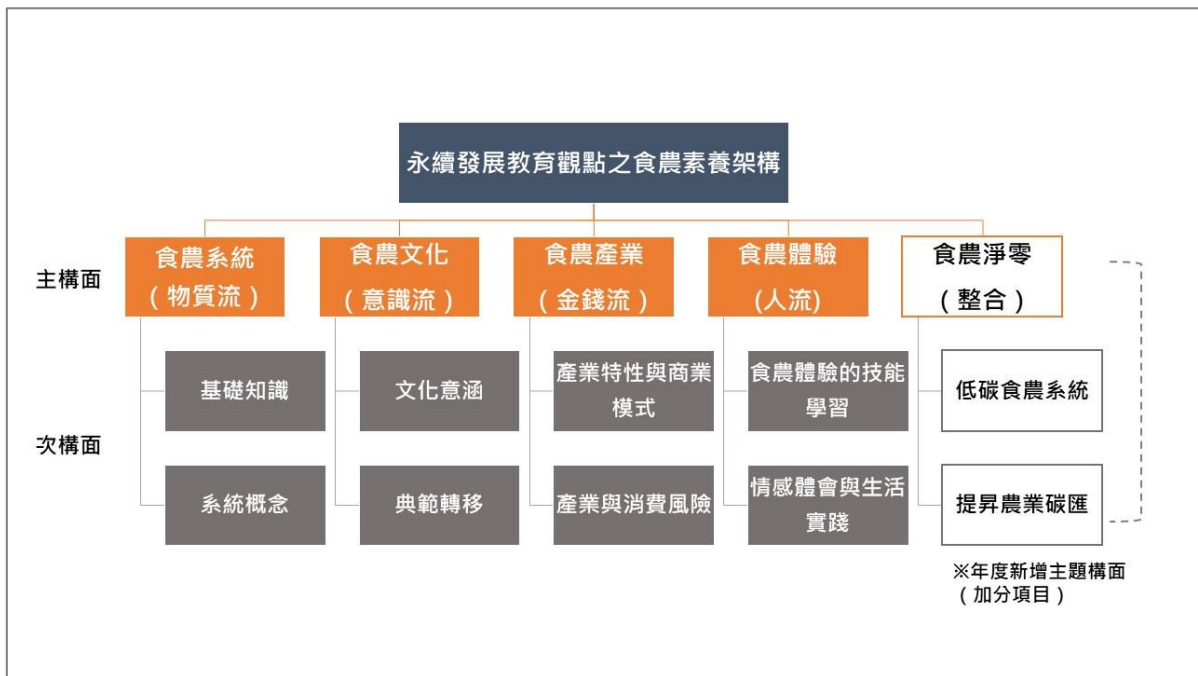 永續發展教育觀點之食農素養架構
主構面
食農系統
（物質流）
食農文化
（意識流）
食農產業
（金錢流）
食農體驗
(人流)
食農淨零
（整合）
次構面
基礎知識
文化意涵
產業特性與商業
模式
食農體驗的技能
學習
低碳食農系統
系統概念
典範轉移
產業與消費風險
情感體會與生活
實踐
提昇農業碳匯
※年度新增主題構面
（加分項目）